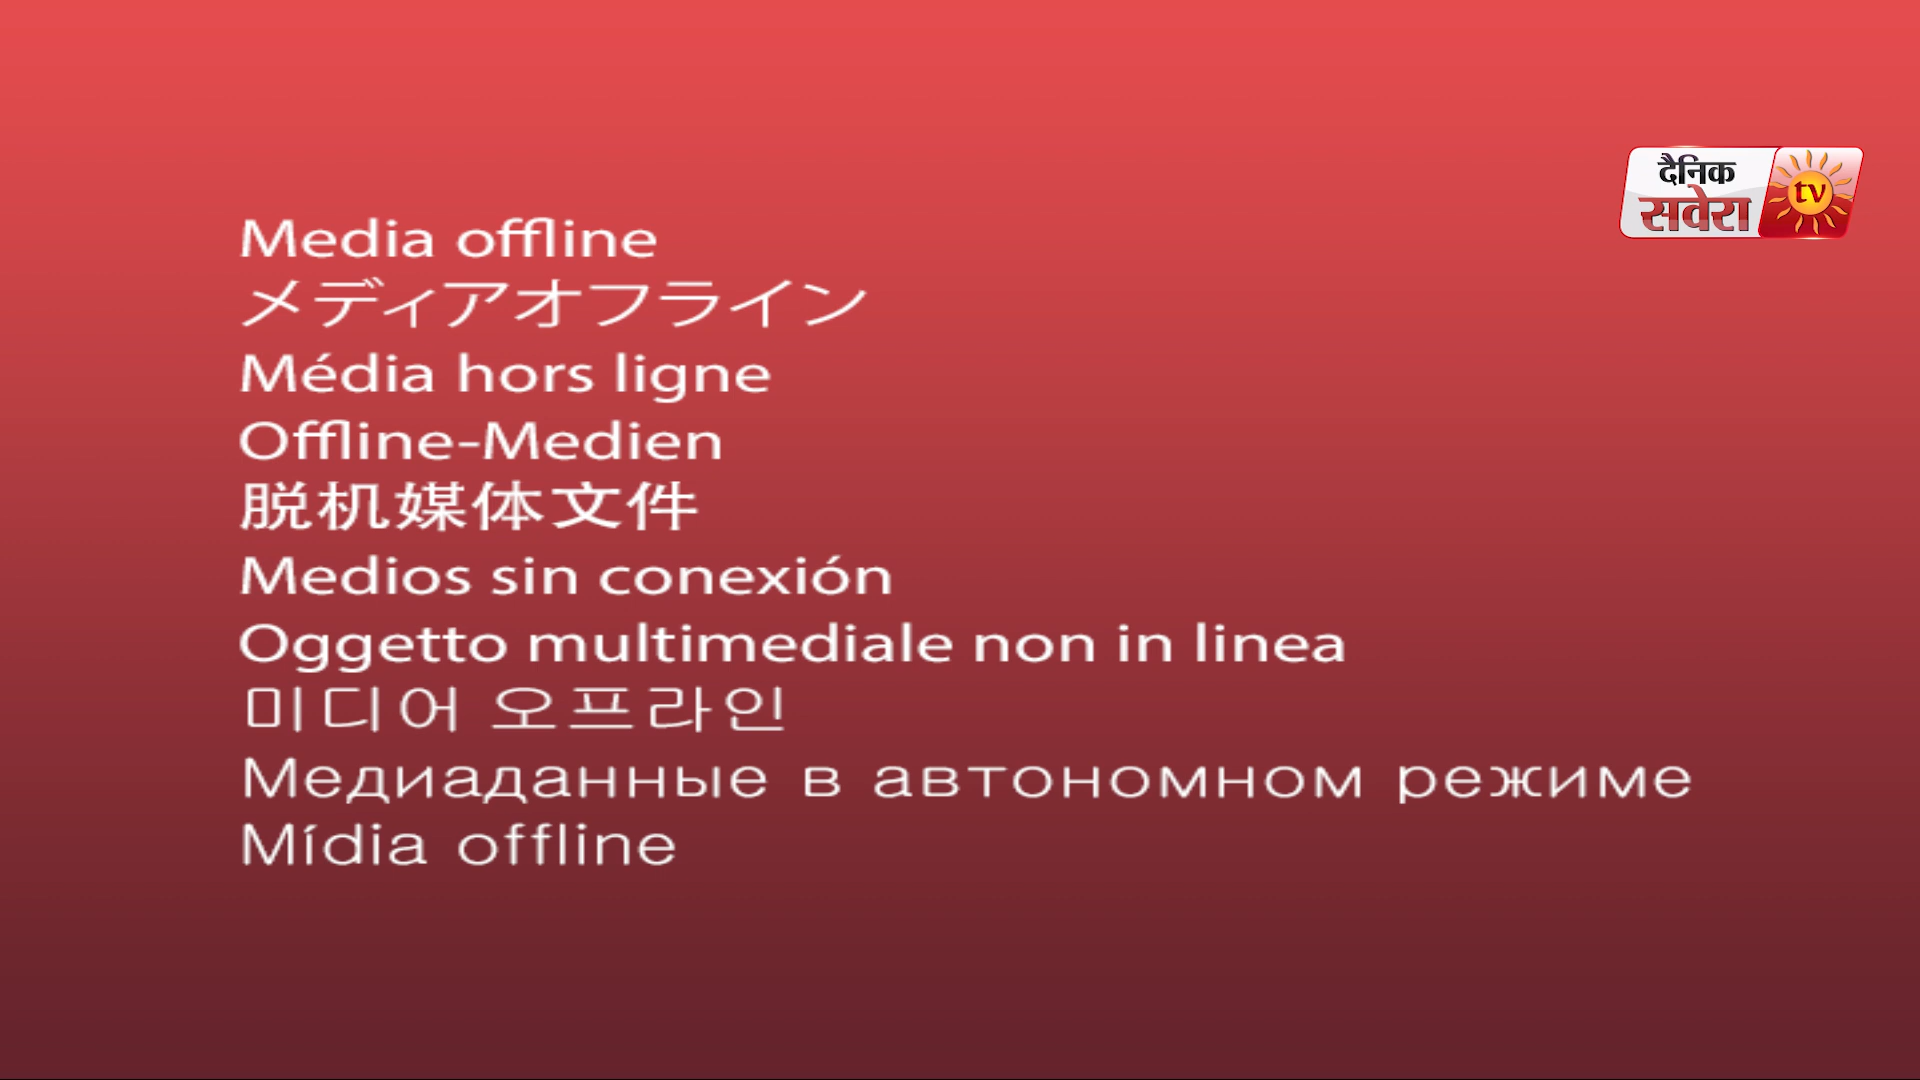 Media offline
メディアオフライン
Média hors ligne
Offline-Medien
脱机媒体文件
Medios sin conexión
Oggetto multimediale non in linea
미디어 오프라인
Медиаданные в автономном режиме
Mídia offline
दैनिक
सवेरा
tv